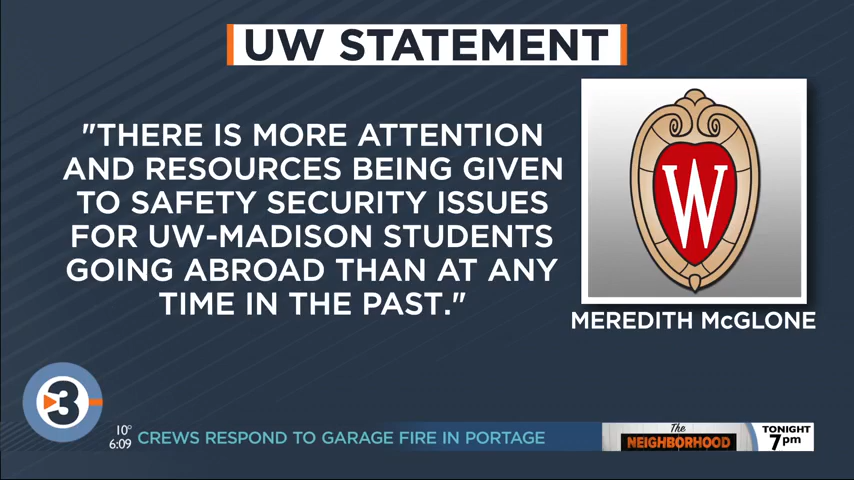 UW STATEMENT
"THERE IS MORE ATTENTION
AND RESOURCES BEING GIVEN
TO SAFETY SECURITY ISSUES
FOR UW-MADISON STUDENTS
GOING ABROAD THAN AT ANY
TIME IN THE PAST."
W
MEREDITH McGLONE
3
10°
6:09
CREWS RESPOND TO GARAGE FIRE IN PORTAGE
The
NEIGHBORHOOD
TONIGHT
7pm